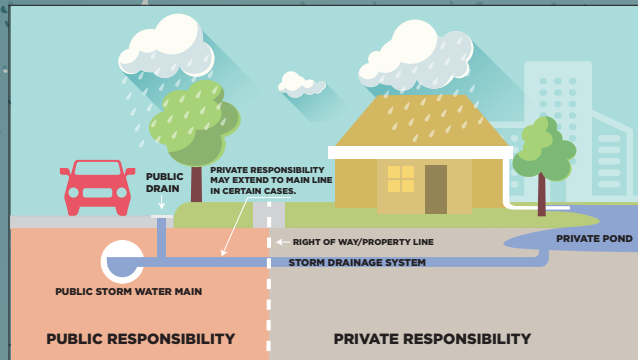 PUBLIC
DRAIN
PRIVATE RESPONSIBILITY
MAY EXTEND TO MAIN LINE
IN CERTAIN CASES.
RIGHT OF WAY/PROPERTY LINE
PRIVATE POND
STORM DRAINAGE SYSTEM
PUBLIC STORM WATER MAIN
PUBLIC RESPONSIBILITY
PRIVATE RESPONSIBILITY